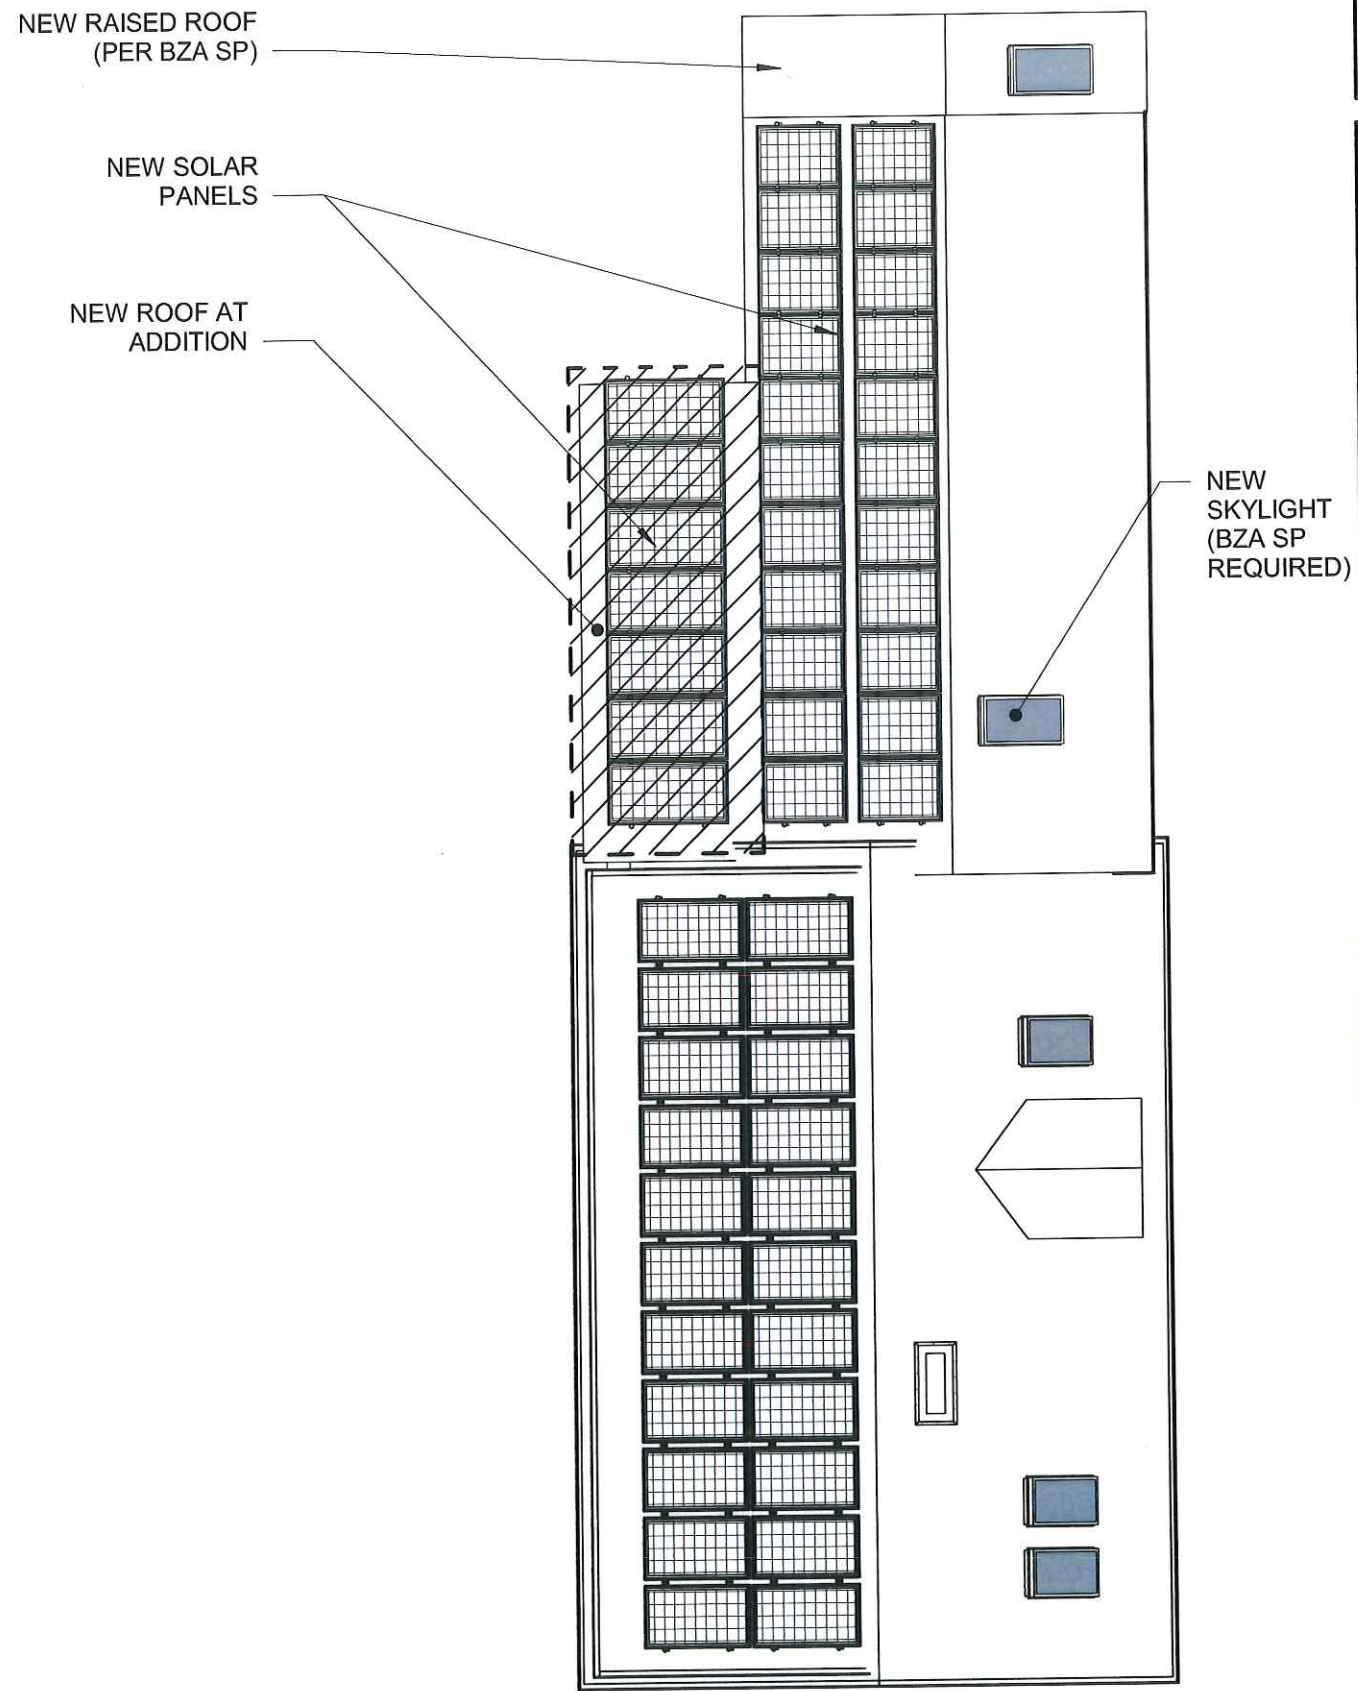 NEW RAISED ROOF
(PER BZA SP)
NEW SOLAR
PANELS
NEW ROOF AT
ADDITION
NEW
SKYLIGHT
(BZA SP
REQUIRED)